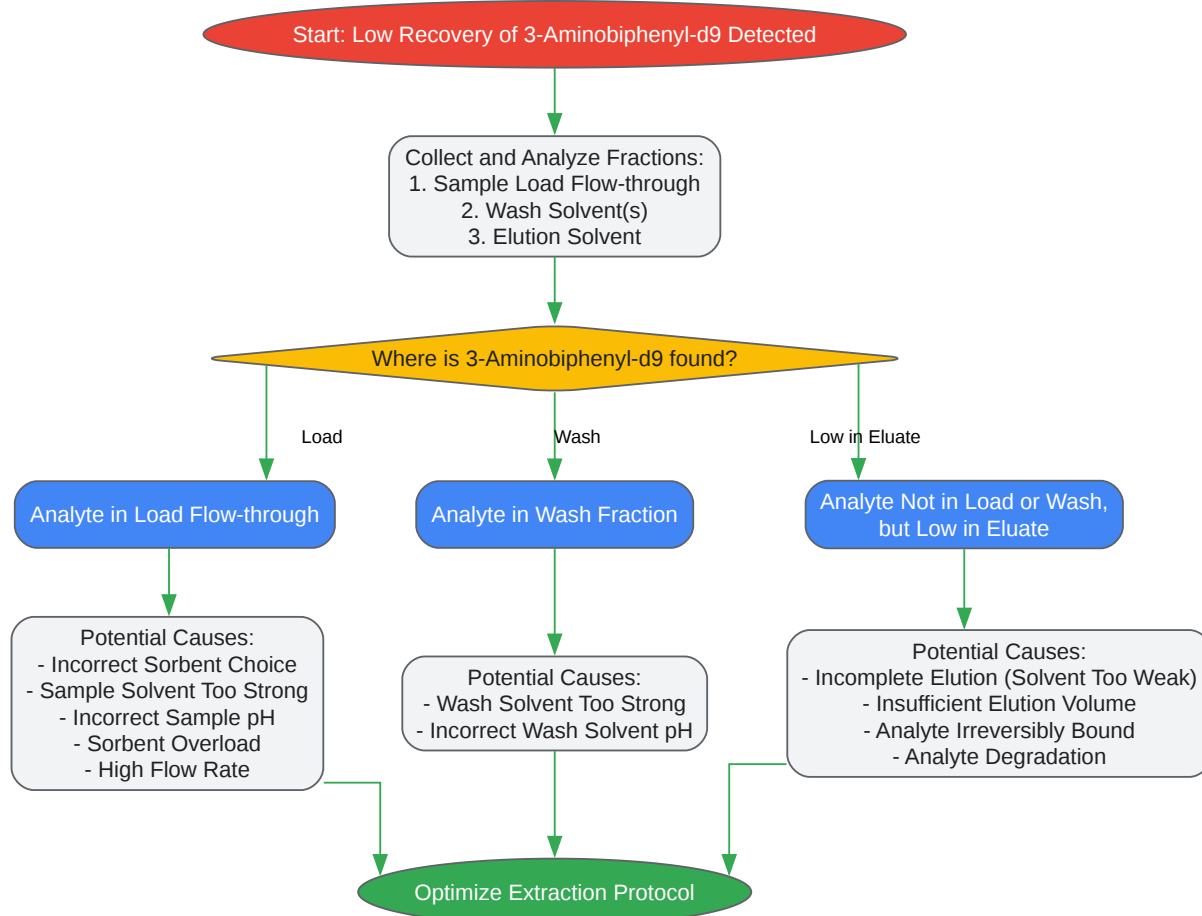 Start: Low Recovery of 3-Aminobiphenyl-d9 Detected
Collect and Analyze Fractions:
1. Sample Load Flow-through
2. Wash Solvent(s)
3. Elution Solvent
Where is 3-Aminobiphenyl-d9 found?
Load
Wash
Low in Eluate
Analyte in Load Flow-through
Analyte in Wash Fraction
Analyte Not in Load or Wash,
but Low in Eluate
Potential Causes:
- Incorrect Sorbent Choice
- Sample Solvent Too Strong
- Incorrect Sample pH
- Sorbent Overload
- High Flow Rate
Potential Causes:
- Wash Solvent Too Strong
- Incorrect Wash Solvent pH
Potential Causes:
- Incomplete Elution (Solvent Too Weak)
- Insufficient Elution Volume
- Analyte Irreversibly Bound
- Analyte Degradation
Optimize Extraction Protocol